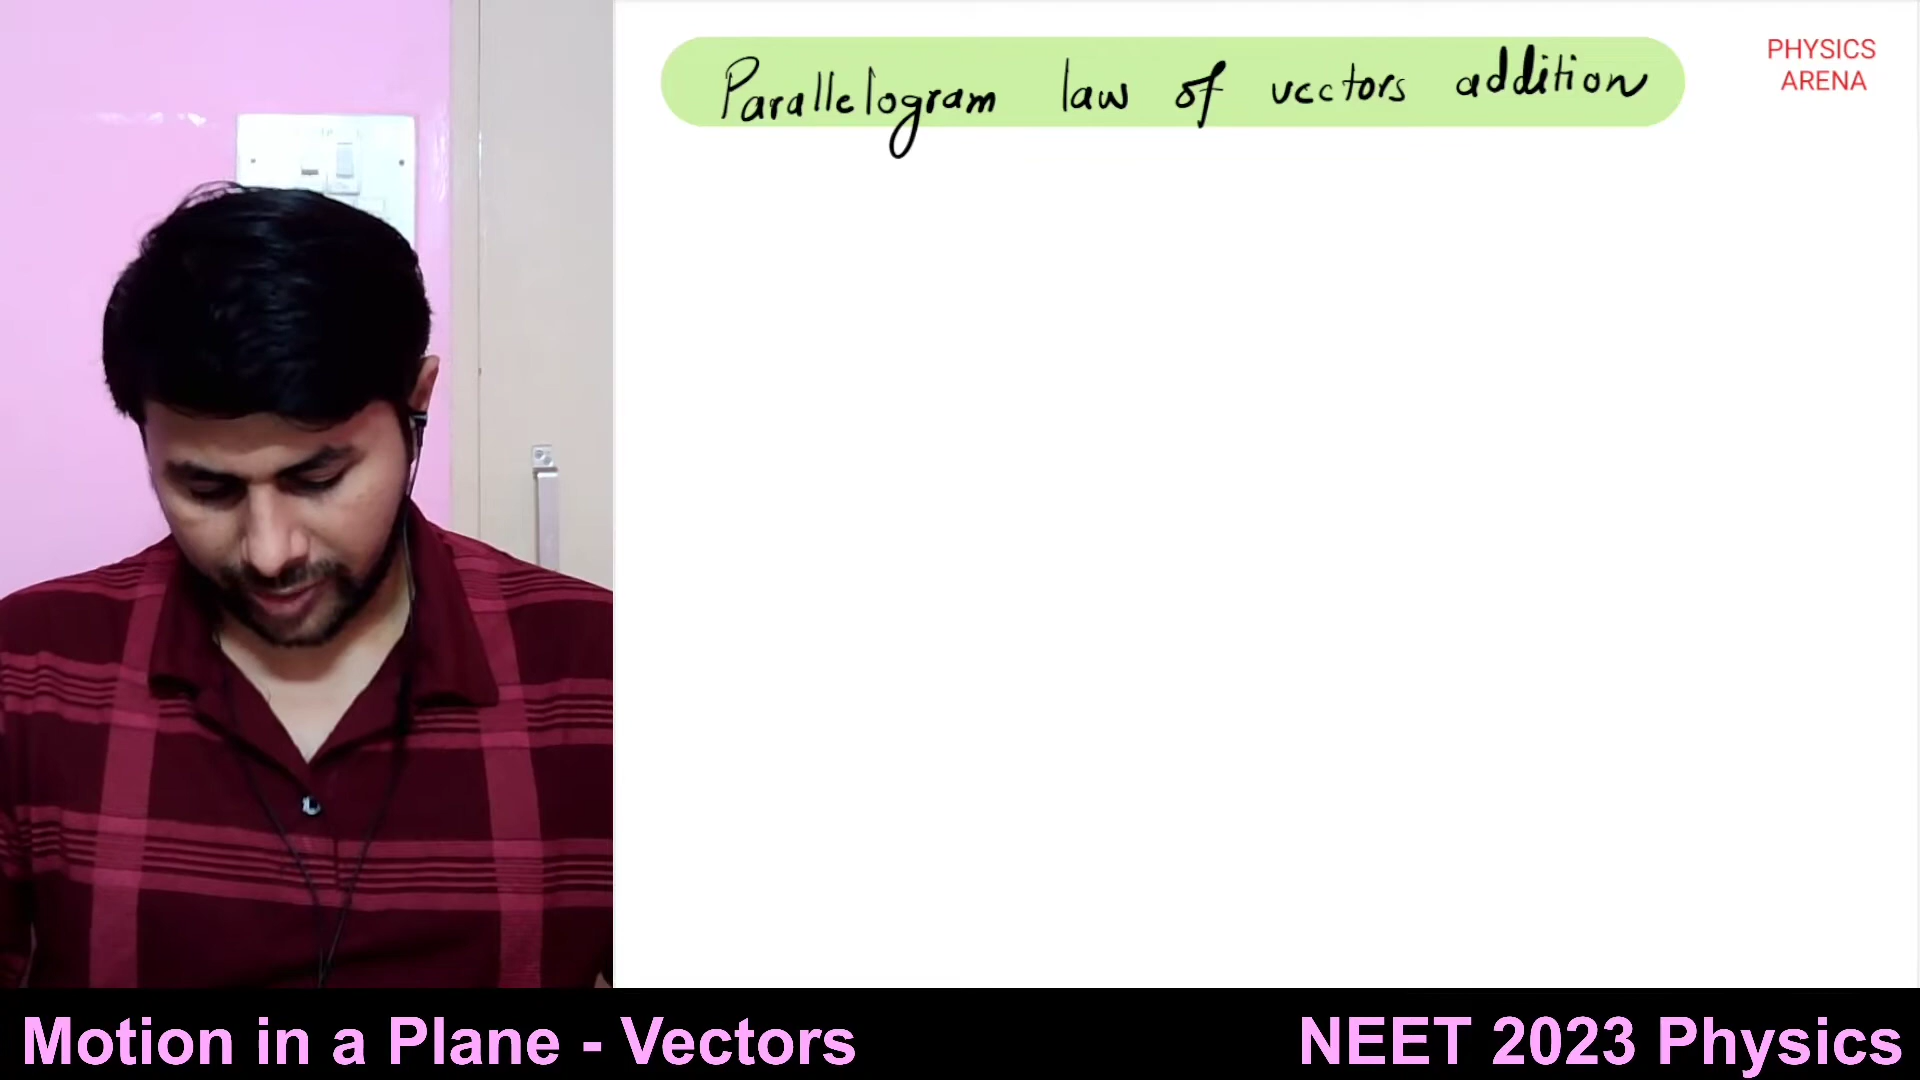 Parallelogram law of vectors addition
PHYSICS
ARENA
Motion in a Plane - Vectors
NEET 2023 Physics